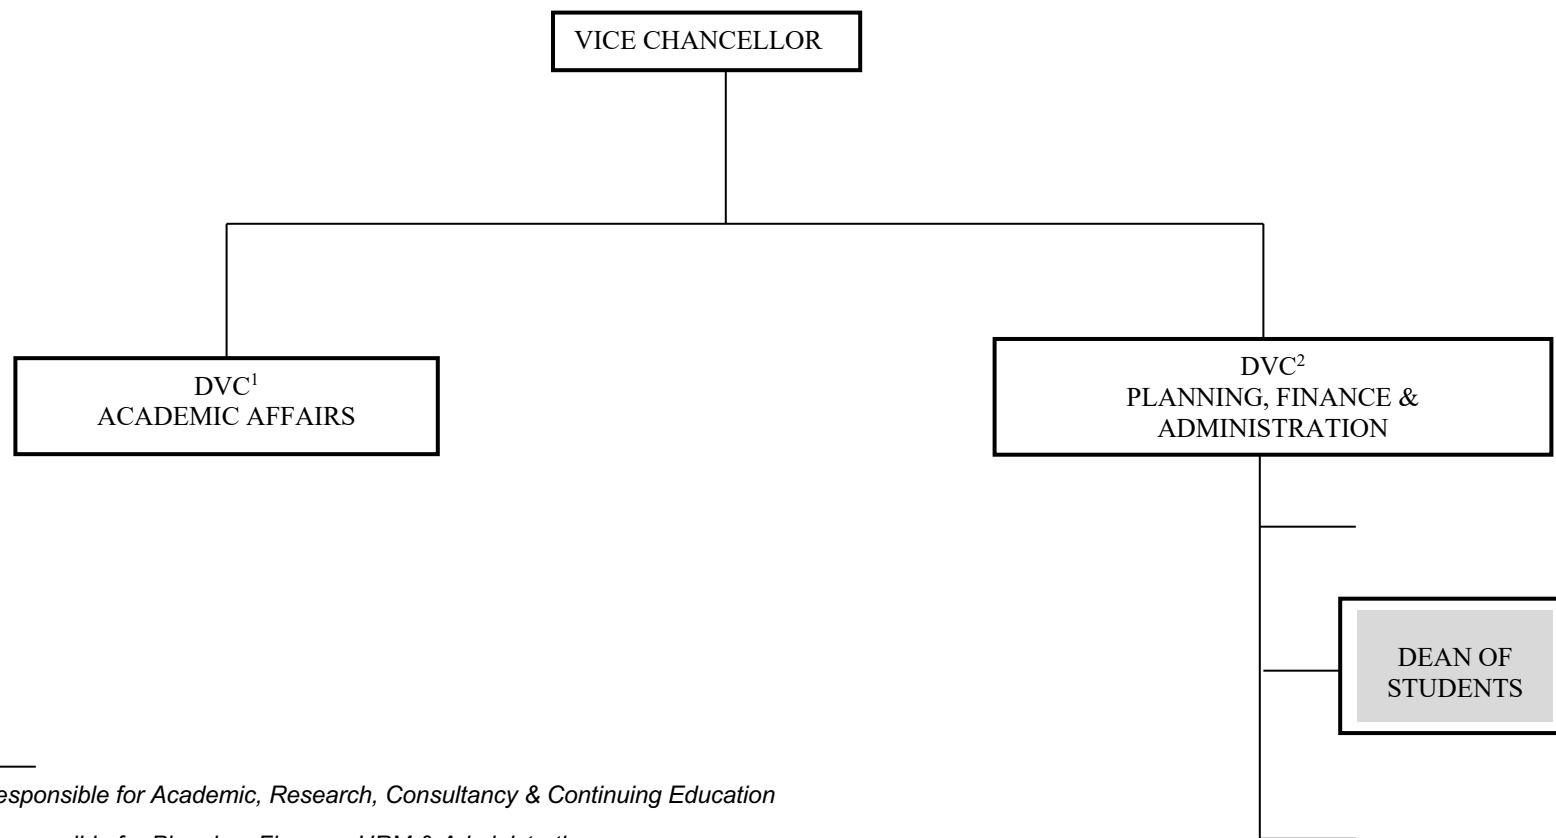 VICE CHANCELLOR
DVC¹
ACADEMIC AFFAIRS
DVC²
PLANNING, FINANCE &
ADMINISTRATION
DEAN OF
STUDENTS
esponsible for Academic, Research, Consultancy & Continuing Education